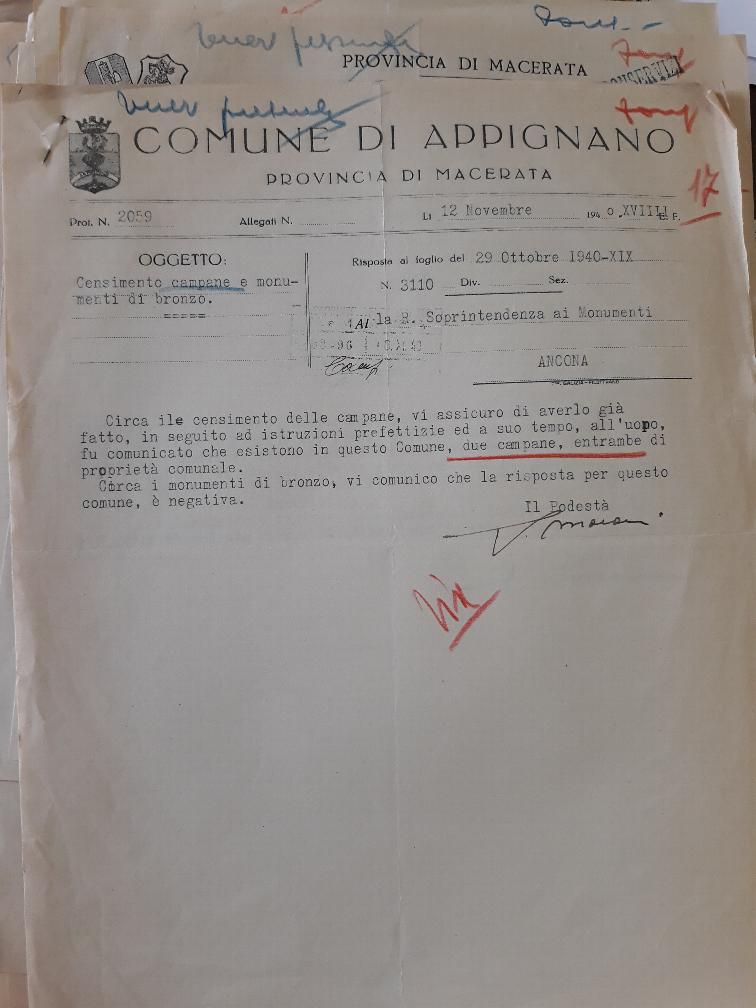 PROVINCIA DI MACERATA
COMUNE DI APPIGNANO
PROVINCIA DI MACERATA
17
Prot. N. 2059 Allegati N. Li 12 Novembre 1940 .XVIIII E. F.
OGGETTO:
Censimento campane e monu-
menti di bronzo.
=====
Risposta al foglio del 29 Ottobre 1940-XIX
N. 3110 Div. Sez.
Alla R. Soprintendenza ai Monumenti
ANCONA
Circa ile censimento delle campane, vi assicuro di averlo già
fatto, in seguito ad istruzioni prefettizie ed a suo tempo, all'uopo,
fu comunicato che esistono in questo Comune, due campane, entrambe di
proprietà comunale.
Circa i monumenti di bronzo, vi comunico che la risposta per questo
comune, è negativa.
Il Podestà